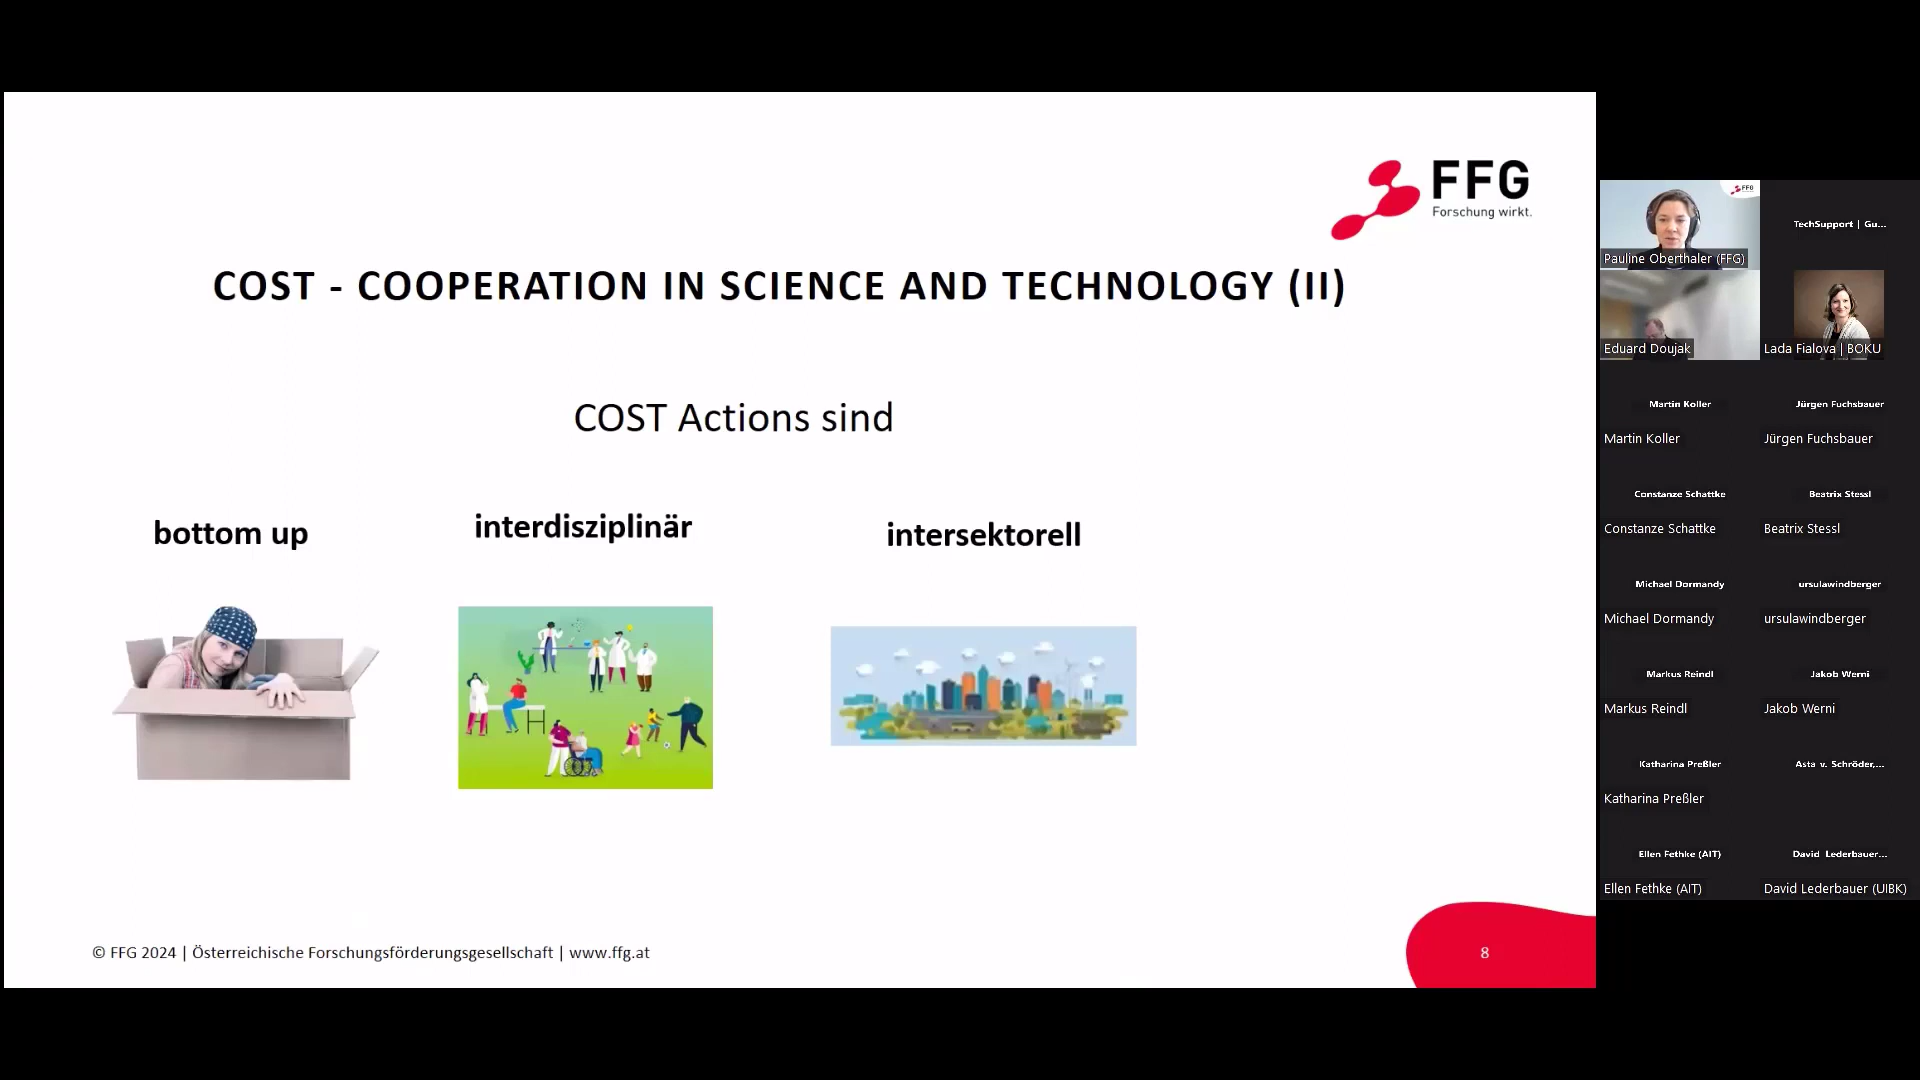 FFG
Forschung wirkt.
COST - COOPERATION IN SCIENCE AND TECHNOLOGY (II)
COST Actions sind
bottom up
interdisziplinär
intersektorell
© FFG 2024 | Österreichische Forschungsförderungsgesellschaft | www.ffg.at
8
FFG
Pauline Oberthaler (FFG)
TechSupport | Gu...
Eduard Doujak
Lada Fialova | BOKU
Martin Koller
Martin Koller
Jürgen Fuchsbauer
Jürgen Fuchsbauer
Constanze Schattke
Constanze Schattke
Beatrix Stessl
Beatrix Stessl
Michael Dormandy
Michael Dormandy
ursulawindberger
ursulawindberger
Markus Reindl
Markus Reindl
Jakob Werni
Jakob Werni
Katharina Preßler
Katharina Preßler
Asta v. Schröder,...
Ellen Fethke (AIT)
Ellen Fethke (AIT)
David Lederbauer...
David Lederbauer (UIBK)